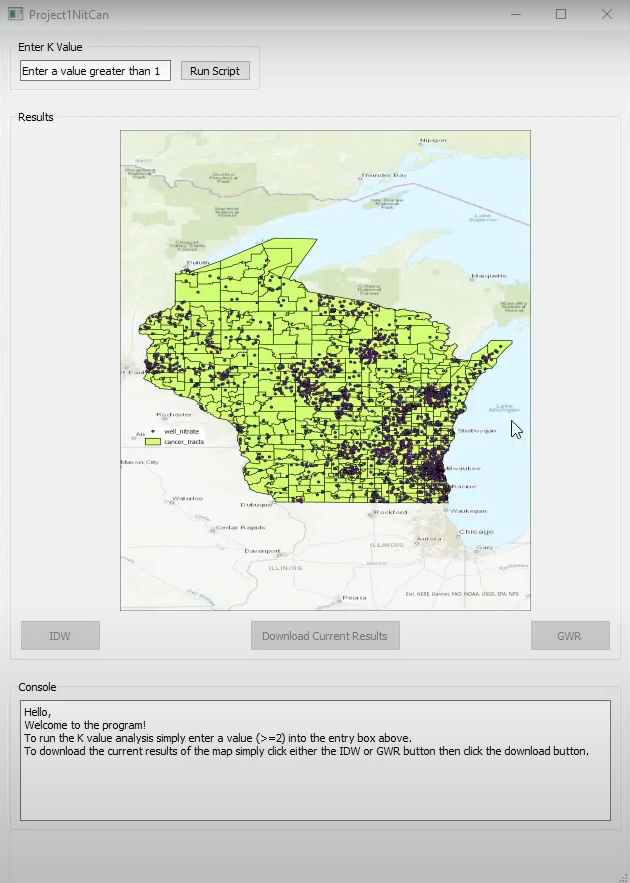 Project1NitCan
Enter K Value
Enter a value greater than 1
Run Script
Results
Nipigon
Thunder Bay
Lake
Superior
Duluth
Marquette
Lake
Michigan
Rochester
well_nitrate
cancer_tracts
Sheboygan
Mason City
Milwaukee
Racine
Waterloo
Dubuque
Rockford
Waukegan
Cedar Rapids
Chicago
Aurora
ILLINOIS
Gary
Davenport
ILLINOIS
Peoria
Esri, HERE, Garmin, FAO, NOAA, USGS, EPA, NPS
IDW
Download Current Results
GWR
Console
Hello,
Welcome to the program!
To run the K value analysis simply enter a value (>=2) into the entry box above.
To download the current results of the map simply click either the IDW or GWR button then click the download button.